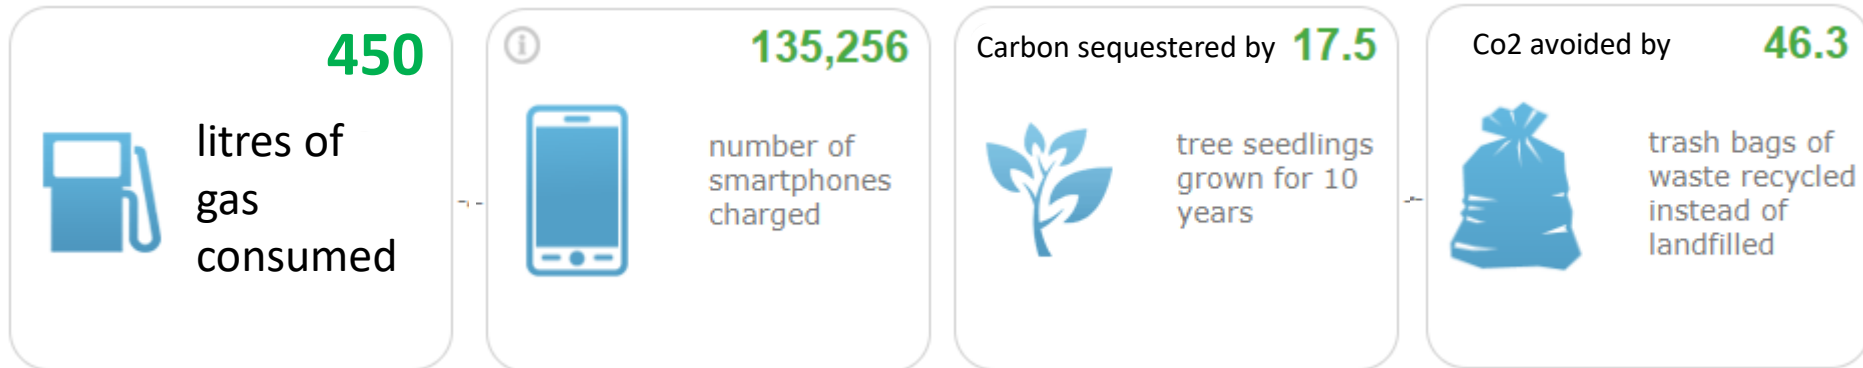 450
litres of
gas
consumed
135,256
number of
smartphones
charged
Carbon sequestered by 17.5
tree seedlings
grown for 10
years
Co2 avoided by 46.3
trash bags of
waste recycled
instead of
landfilled